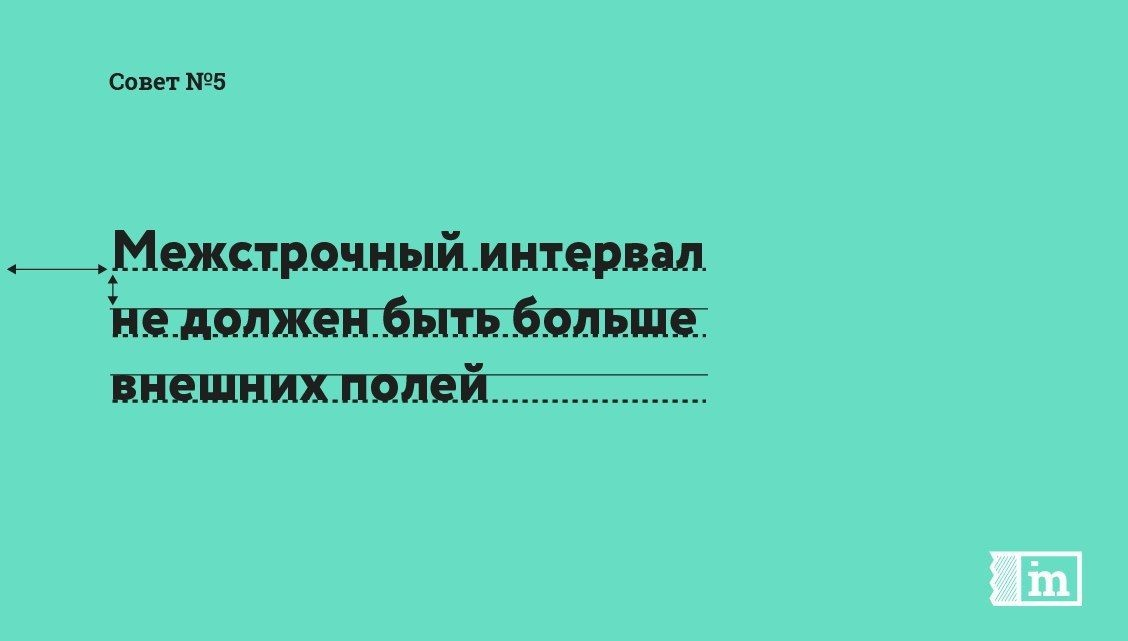 Совет №5
Межстрочный интервал
не должен быть больше
внешних полей
im